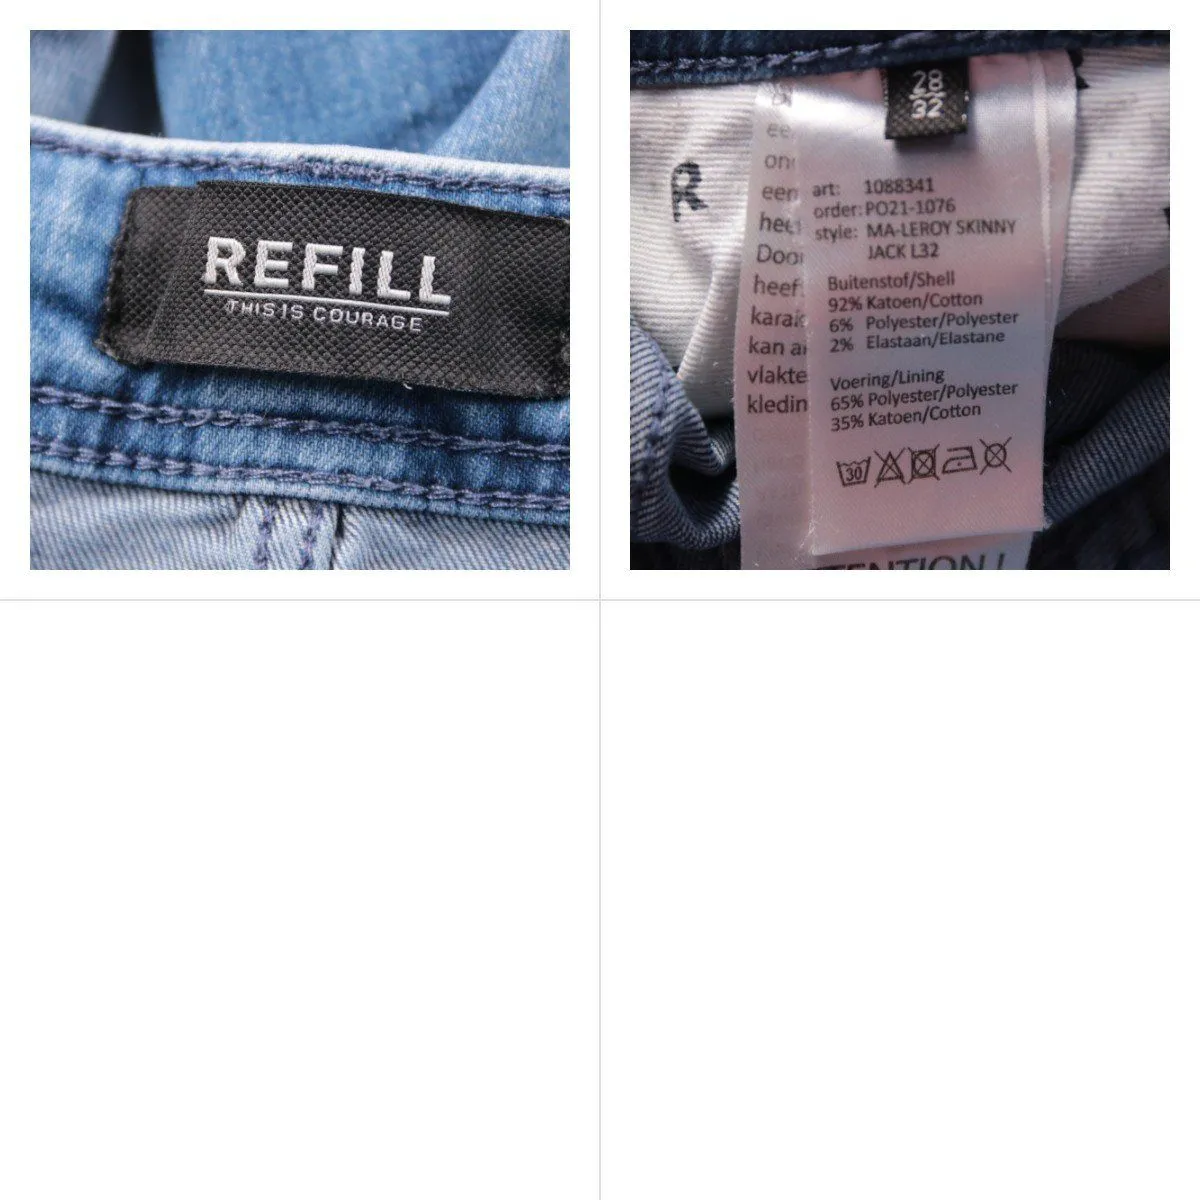 REFILL
THIS IS COURAGE
28
32
R
art: 1088341
order: PO21-1076
style: MA-LEROY SKINNY
JACK L32
Buitenstof/Shell
92% Katoen/Cotton
6% Polyester/Polyester
2% Elastaan/Elastane
Voering/Lining
65% Polyester/Polyester
35% Katoen/Cotton
30
een
kan
vlakte